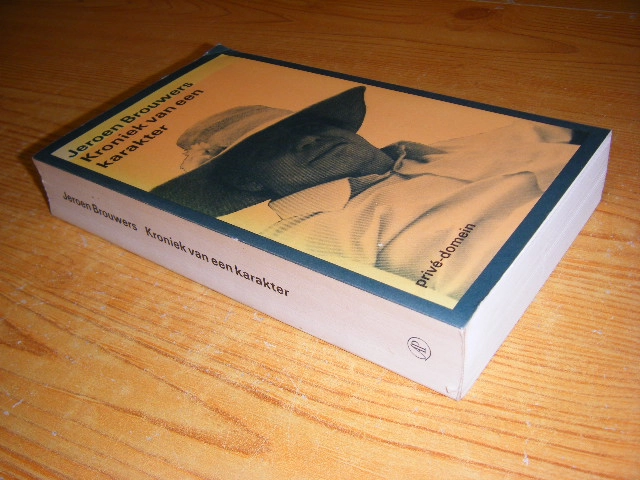 Jeroen Brouwers
Kroniek van een
karakter
privé-domein
Jeroen Brouwers Kroniek van een karakter